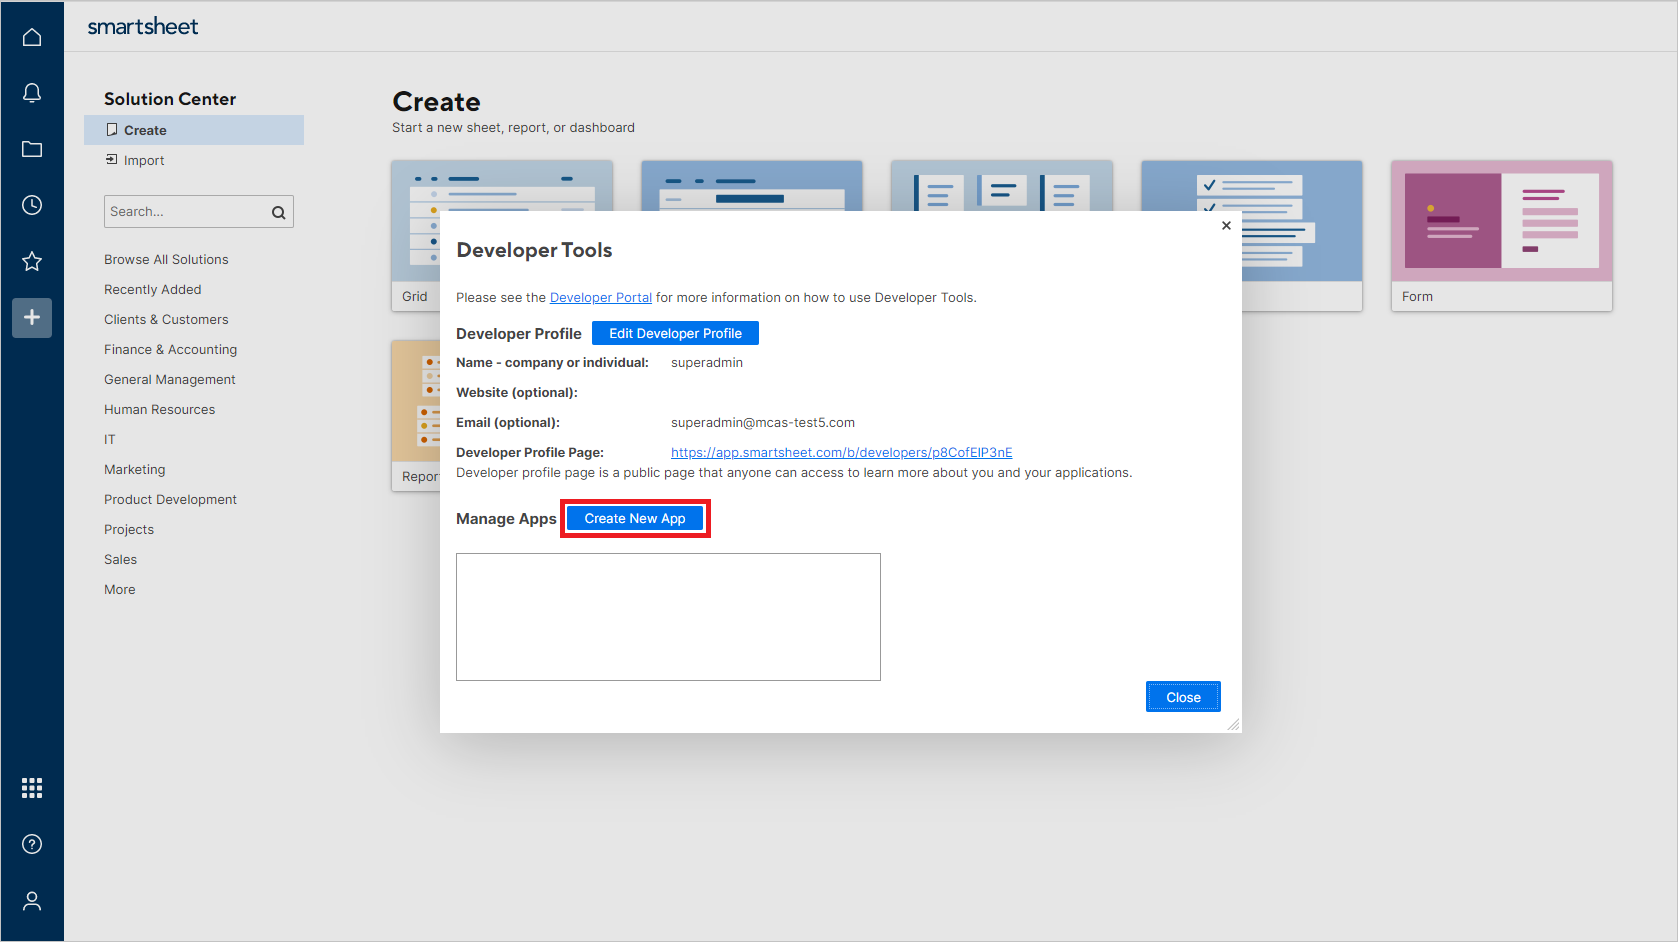 smartsheet
Solution Center
Create
Import
Search...
Browse All Solutions
Recently Added
Clients & Customers
Finance & Accounting
General Management
Human Resources
IT
Marketing
Product Development
Projects
Sales
More
Create
Start a new sheet, report, or dashboard
Grid
Form
Report
Developer Tools
Please see the Developer Portal for more information on how to use Developer Tools.
Developer Profile Edit Developer Profile
Name - company or individual: superadmin
Website (optional):
Email (optional): superadmin@mcas-test5.com
Developer Profile Page: https://app.smartsheet.com/b/developers/p8CofEIP3nE
Developer profile page is a public page that anyone can access to learn more about you and your applications.
Manage Apps Create New App
Close